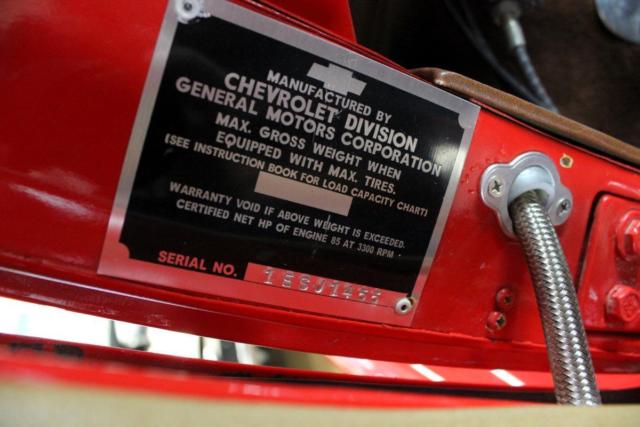 MANUFACTURED BY
CHEVROLET DIVISION
GENERAL MOTORS CORPORATION
MAX. GROSS WEIGHT WHEN
EQUIPPED WITH MAX. TIRES.
(SEE INSTRUCTION BOOK FOR LOAD CAPACITY CHART)
WARRANTY VOID IF ABOVE WEIGHT IS EXCEEDED.
CERTIFIED NET HP OF ENGINE 85 AT 3300 RPM
SERIAL NO.